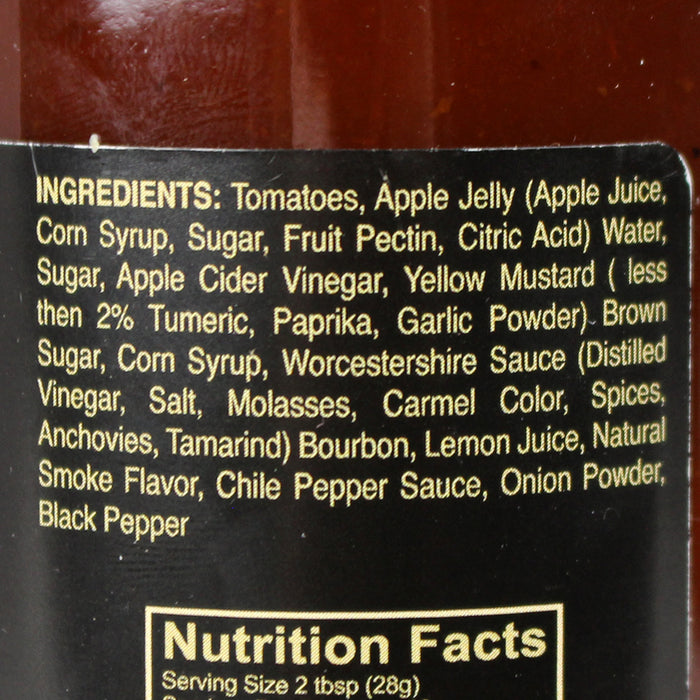 INGREDIENTS: Tomatoes, Apple Jelly (Apple Juice,
Corn Syrup, Sugar, Fruit Pectin, Citric Acid) Water,
Sugar, Apple Cider Vinegar, Yellow Mustard ( less
then 2% Tumeric, Paprika, Garlic Powder) Brown
Sugar, Corn Syrup, Worcestershire Sauce (Distilled
Vinegar, Salt, Molasses, Carmel Color, Spices,
Anchovies, Tamarind) Bourbon, Lemon Juice, Natural
Smoke Flavor, Chile Pepper Sauce, Onion Powder,
Black Pepper
Nutrition Facts
Serving Size 2 tbsp (28g)